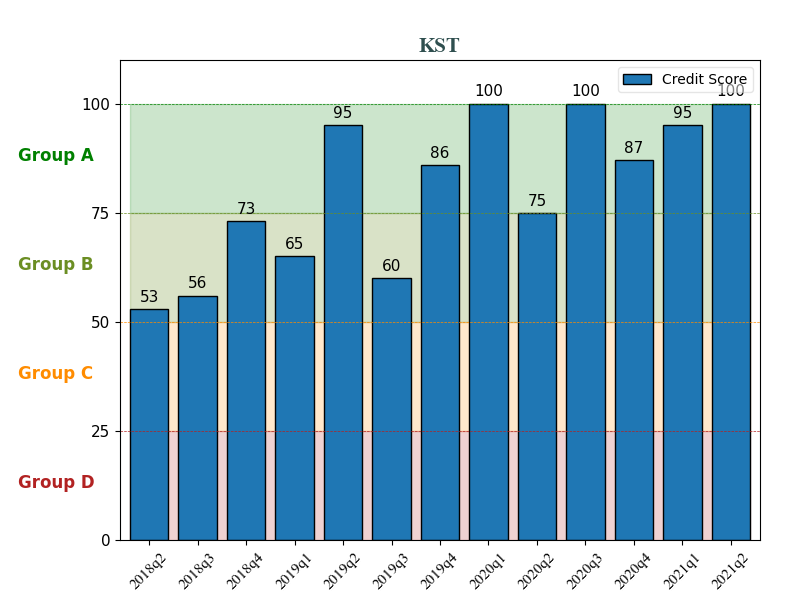 KST
Credit Score
100
100
100
100
95
95
87
86
Group A
75
75
73
65
Group B
60
56
53
50
Group C
25
Group D
0
2018q2
2018q3
2018q4
2019q1
2019q2
2019q3
2019q4
2020q1
2020q2
2020q3
2020q4
2021q1
2021q2